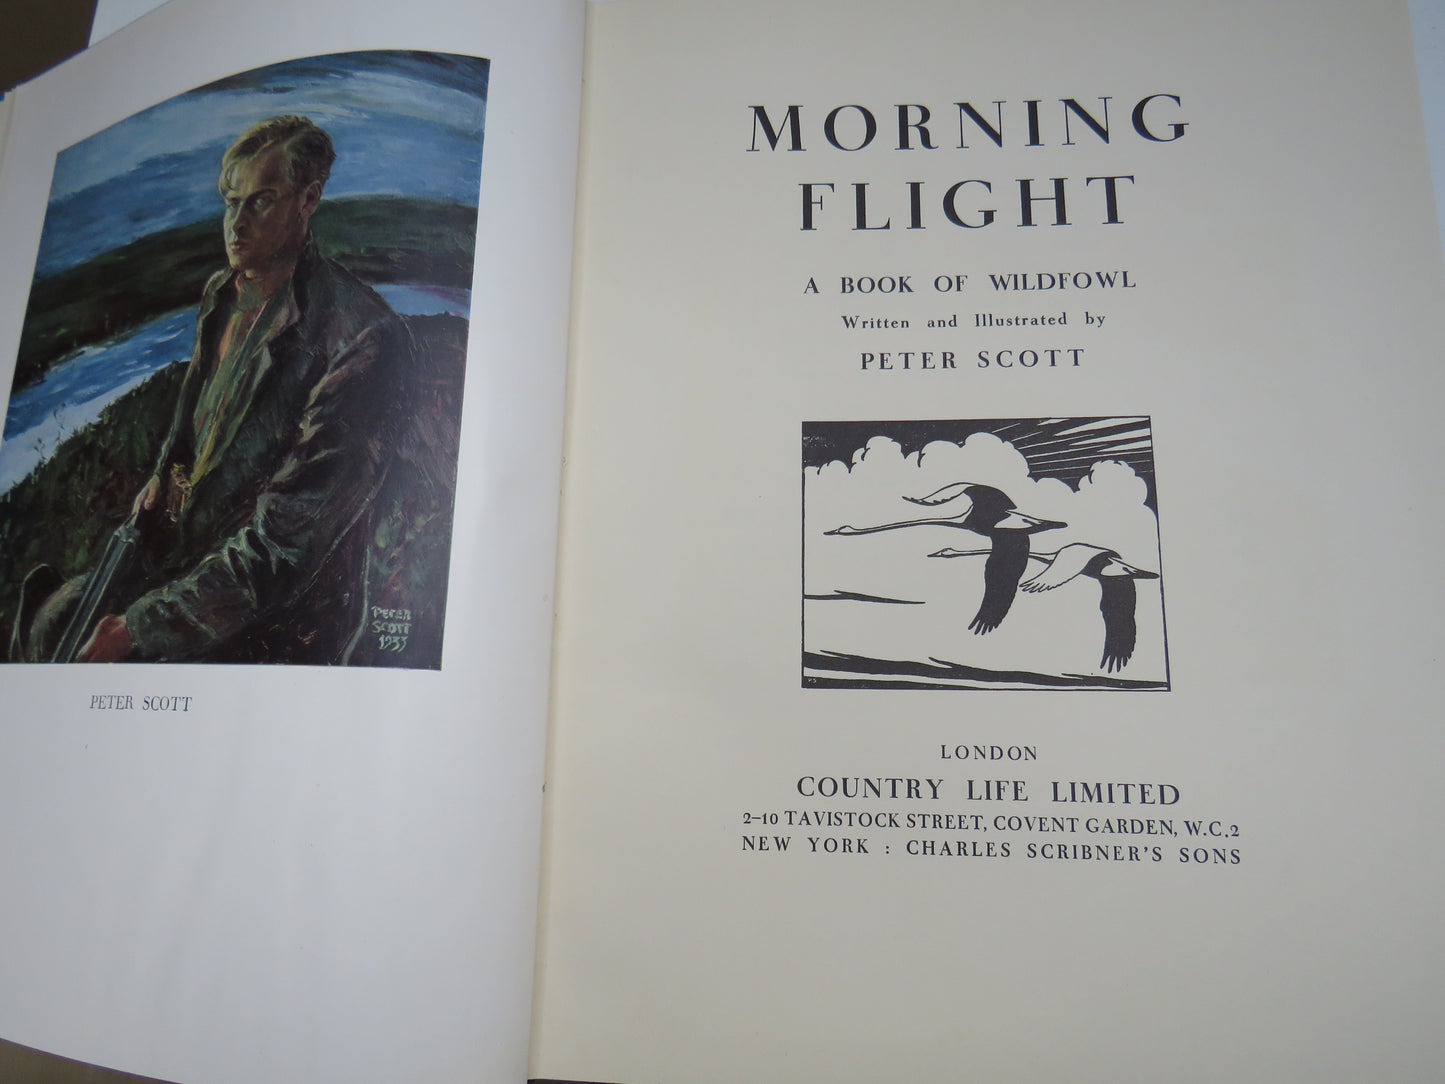 PETER
SCOTT
1933
PETER SCOTT
MORNING
FLIGHT
A BOOK OF WILDFOWL
Written and Illustrated by
PETER SCOTT
P.S
LONDON
COUNTRY LIFE LIMITED
2–10 TAVISTOCK STREET, COVENT GARDEN, W.C.2
NEW YORK : CHARLES SCRIBNER'S SONS